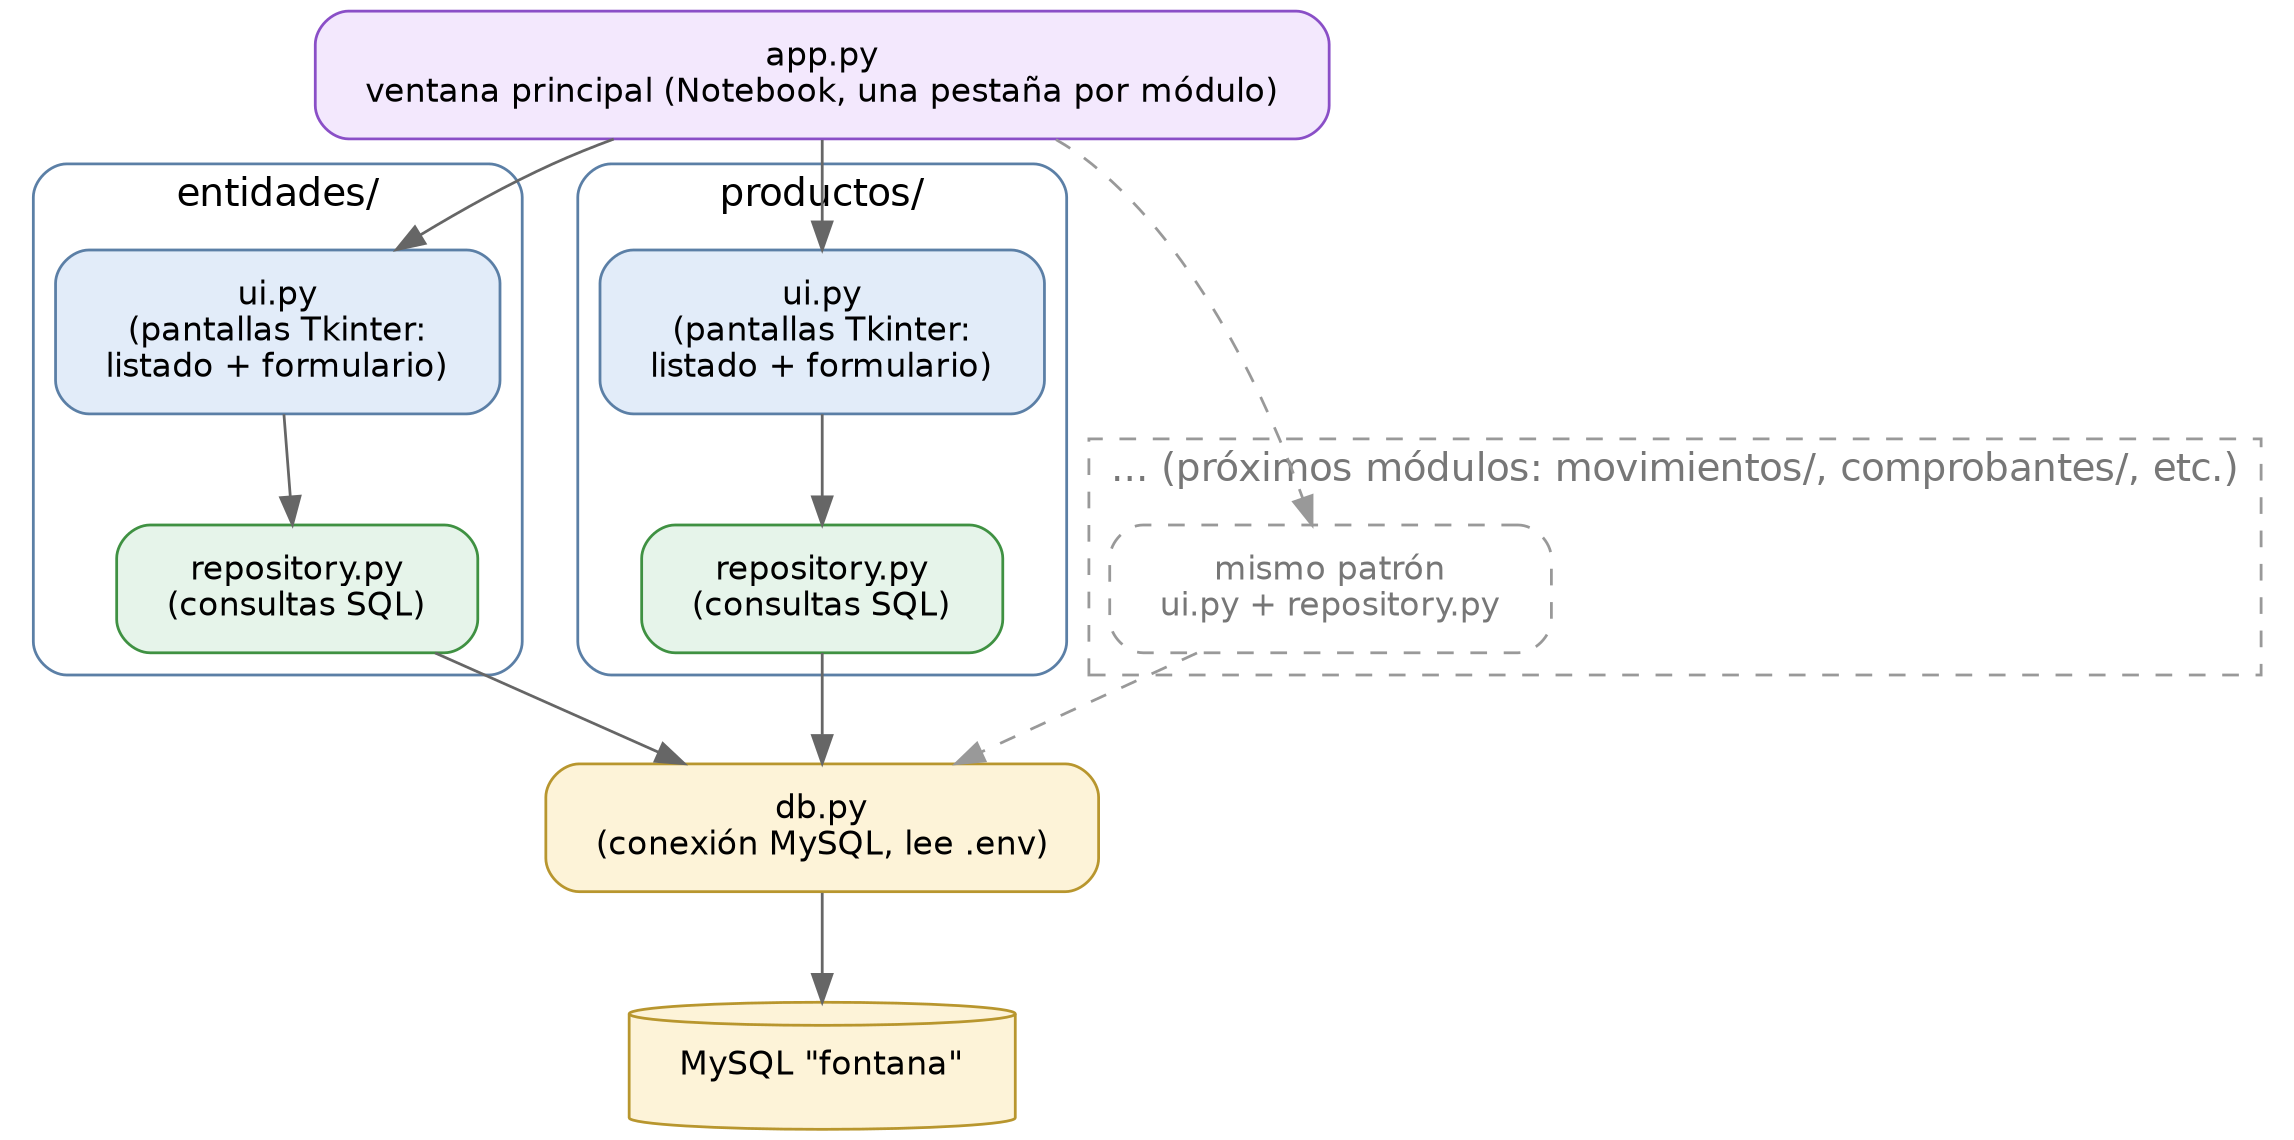 app.py
ventana principal (Notebook, una pestaña por módulo)
entidades/
productos/
ui.py
(pantallas Tkinter:
listado + formulario)
ui.py
(pantallas Tkinter:
listado + formulario)
... (próximos módulos: movimientos/, comprobantes/, etc.)
repository.py
(consultas SQL)
repository.py
(consultas SQL)
mismo patrón
ui.py + repository.py
db.py
(conexión MySQL, lee .env)
MySQL "fontana"